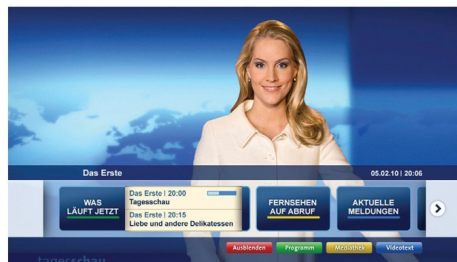 Das Erste
05.02.10 | 20:06
WAS
LÄUFT JETZT
Das Erste | 20:00
Tagesschau
Das Erste | 20:15
Liebe und andere Delikatessen
FERNSEHEN
AUF ABRUF
AKTUELLE
MELDUNGEN
Ausblenden
Programm
Mediathek
Videotext
tagesschau